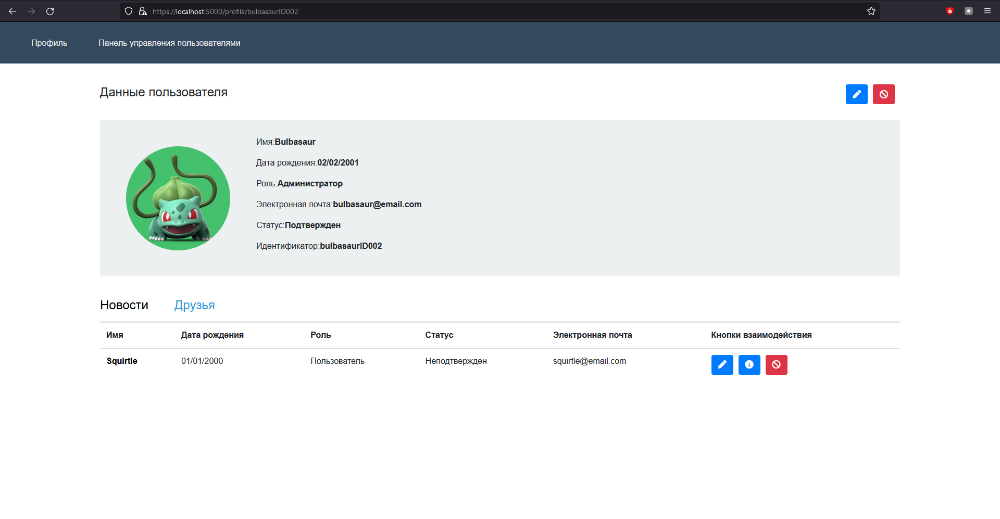 https://localhost:5000/profile/bulbasaurID002
Профиль Панель управления пользователями
Данные пользователя
Имя:Bulbasaur
Дата рождения:02/02/2001
Роль:Администратор
Электронная почта:bulbasaur@email.com
Статус:Подтвержден
Идентификатор:bulbasaurID002
Новости Друзья
Имя Дата рождения Роль Статус Электронная почта Кнопки взаимодействия
Squirtle 01/01/2000 Пользователь Неподтвержден squirtle@email.com